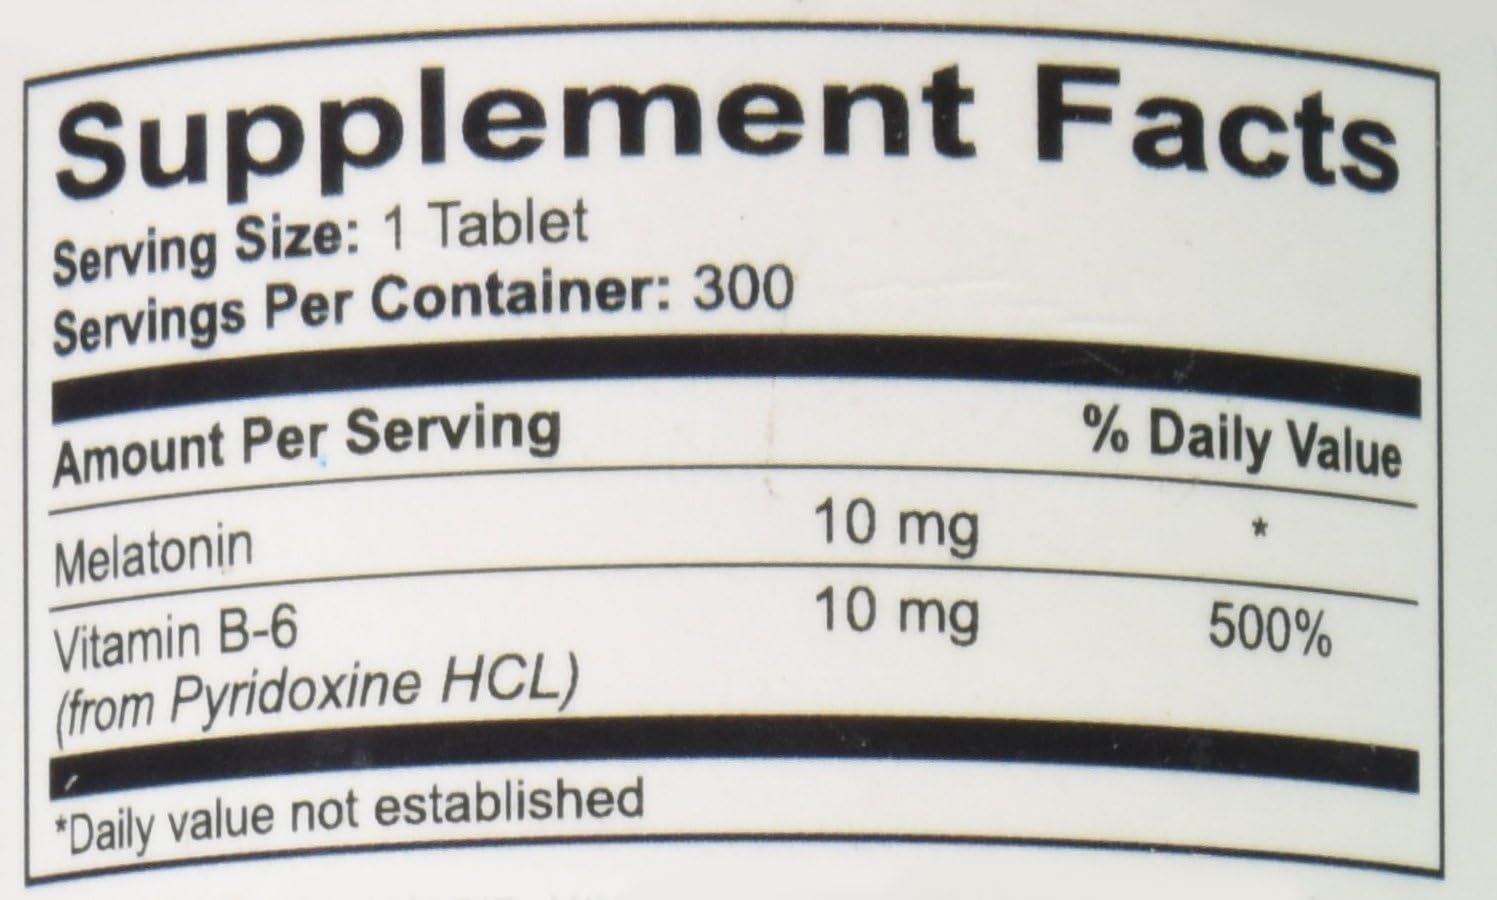 Supplement Facts
Serving Size: 1 Tablet
Servings Per Container: 300
Amount Per Serving % Daily Value
Melatonin 10 mg *
Vitamin B-6 10 mg 500%
(from Pyridoxine HCL)
*Daily value not established